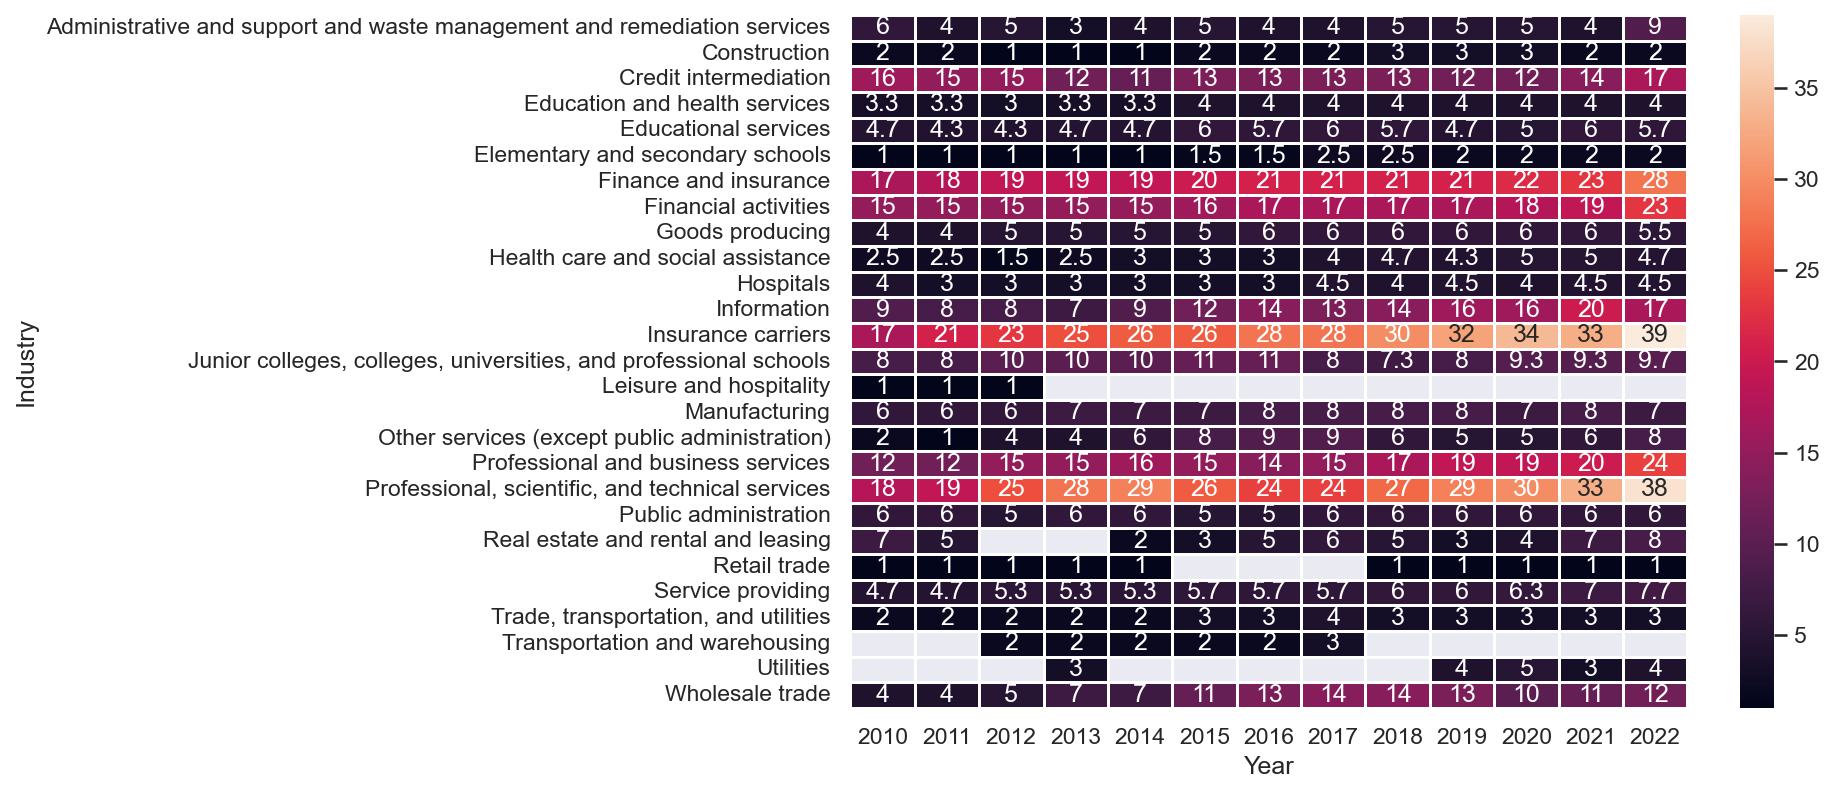 Administrative and support and waste management and remediation services 6 4 5 3 4 5 4 4 5 5 5 4 9
Construction 2 2 1 1 1 2 2 2 3 3 3 2 2
Credit intermediation 16 15 15 12 11 13 13 13 13 12 12 14 17
Education and health services 3.3 3.3 3 3.3 3.3 4 4 4 4 4 4 4 4
Educational services 4.7 4.3 4.3 4.7 4.7 6 5.7 6 5.7 4.7 5 6 5.7
Elementary and secondary schools 1 1 1 1 1 1.5 1.5 2.5 2.5 2 2 2 2
Finance and insurance 17 18 19 19 19 20 21 21 21 21 22 23 28
Financial activities 15 15 15 15 15 16 17 17 17 17 18 19 23
Goods producing 4 4 5 5 5 5 6 6 6 6 6 6 5.5
Health care and social assistance 2.5 2.5 1.5 2.5 3 3 3 4 4.7 4.3 5 5 4.7
Hospitals 4 3 3 3 3 3 3 4.5 4 4.5 4 4.5 4.5
Information 9 8 8 7 9 12 14 13 14 16 16 20 17
Insurance carriers 17 21 23 25 26 26 28 28 30 32 34 33 39
Junior colleges, colleges, universities, and professional schools 8 8 10 10 10 11 11 8 7.3 8 9.3 9.3 9.7
Leisure and hospitality 1 1 1
Manufacturing 6 6 6 7 7 7 8 8 8 8 7 8 7
Other services (except public administration) 2 1 4 4 6 8 9 9 6 5 5 6 8
Professional and business services 12 12 15 15 16 15 14 15 17 19 19 20 24
Professional, scientific, and technical services 18 19 25 28 29 26 24 24 27 29 30 33 38
Public administration 6 6 5 6 6 5 5 6 6 6 6 6 6
Real estate and rental and leasing 7 5 2 3 5 6 5 3 4 7 8
Retail trade 1 1 1 1 1 1 1 1 1 1
Service providing 4.7 4.7 5.3 5.3 5.3 5.7 5.7 5.7 6 6 6.3 7 7.7
Trade, transportation, and utilities 2 2 2 2 2 3 3 4 3 3 3 3 3
Transportation and warehousing 2 2 2 2 2 3
Utilities 3 4 5 3 4
Wholesale trade 4 4 5 7 7 11 13 14 14 13 10 11 12
2010 2011 2012 2013 2014 2015 2016 2017 2018 2019 2020 2021 2022
Year
Industry
35
30
25
20
15
10
5